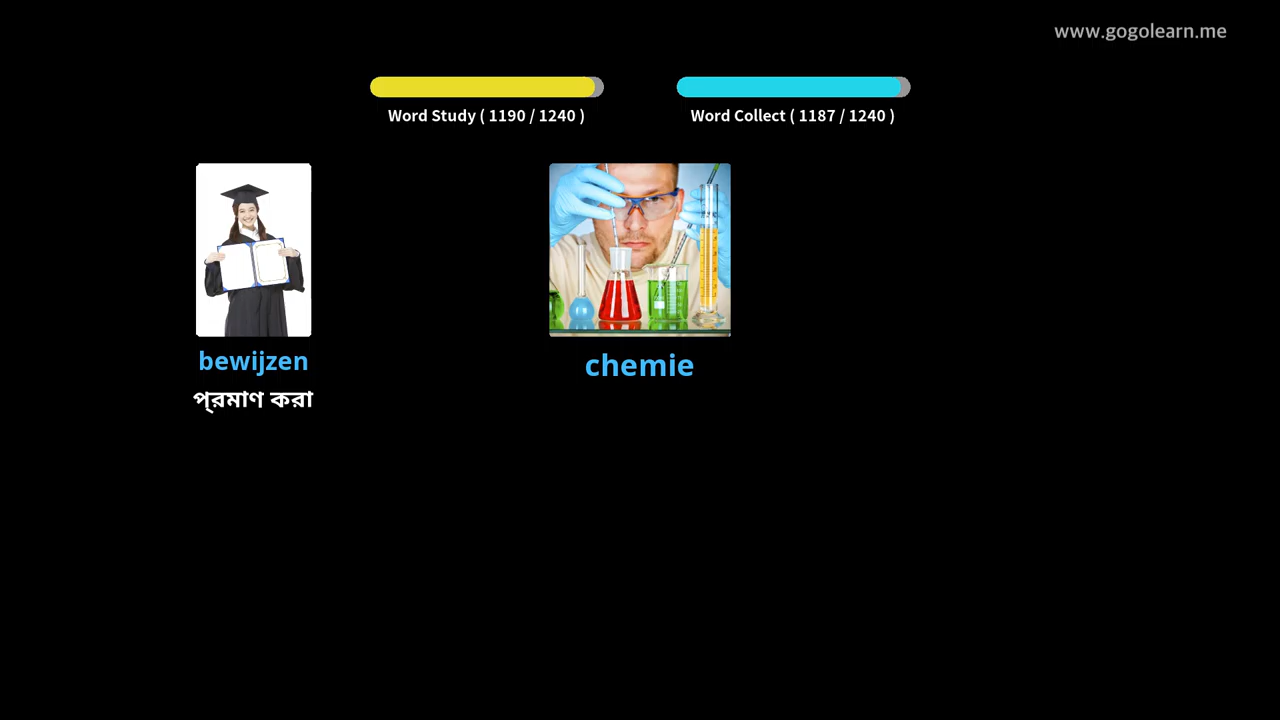 www.gogolearn.me
Word Study ( 1190 / 1240 )
Word Collect ( 1187 / 1240 )
bewijzen
প্রমাণ করা
chemie